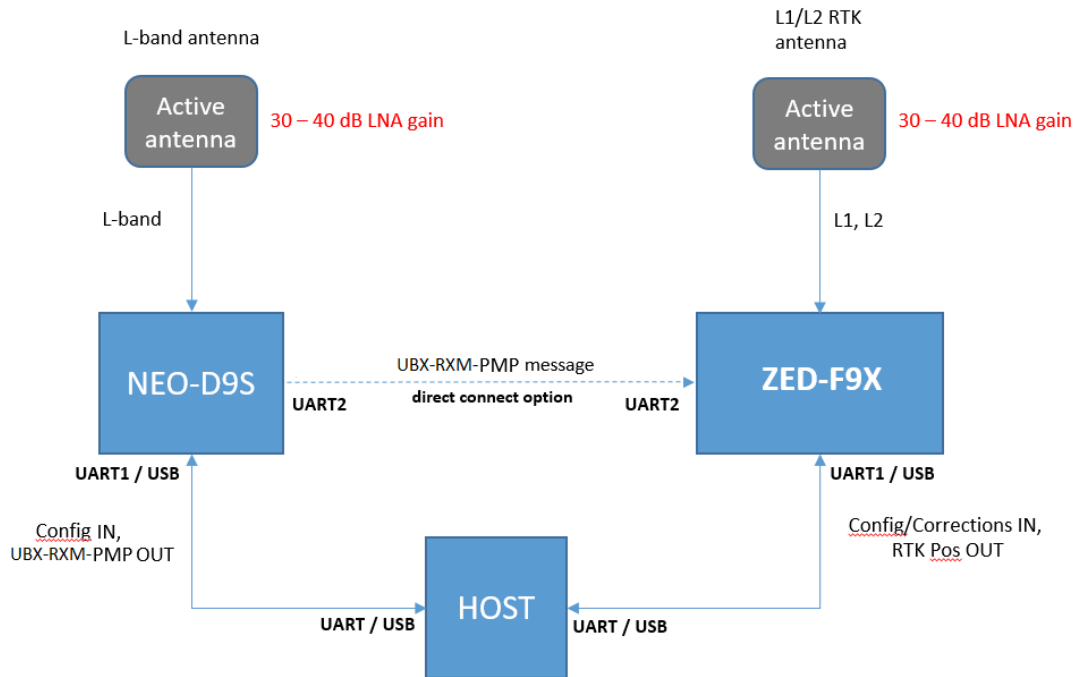 L-band antenna
L1/L2 RTK
antenna
Active
antenna
30 – 40 dB LNA gain
Active
antenna
30 – 40 dB LNA gain
L-band
L1, L2
NEO-D9S
UBX-RXM-PMP message
direct connect option
UART2
UART2
ZED-F9X
UART1 / USB
UART1 / USB
Config IN,
UBX-RXM-PMP OUT
Config/Corrections IN,
RTK Pos OUT
HOST
UART / USB
UART / USB